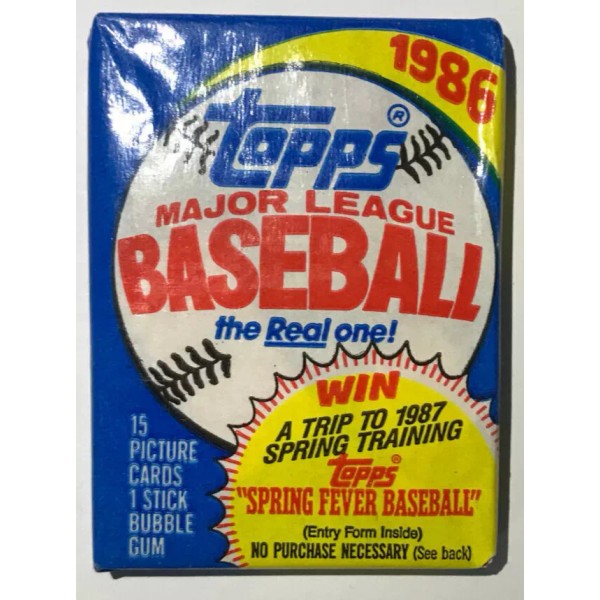 1986
Topps®
MAJOR LEAGUE
BASEBALL
the Real one!
15
PICTURE
CARDS
1 STICK
BUBBLE
GUM
WIN
A TRIP TO 1987
SPRING TRAINING
Topps®
"SPRING FEVER BASEBALL"
(Entry Form Inside)
NO PURCHASE NECESSARY (See back)